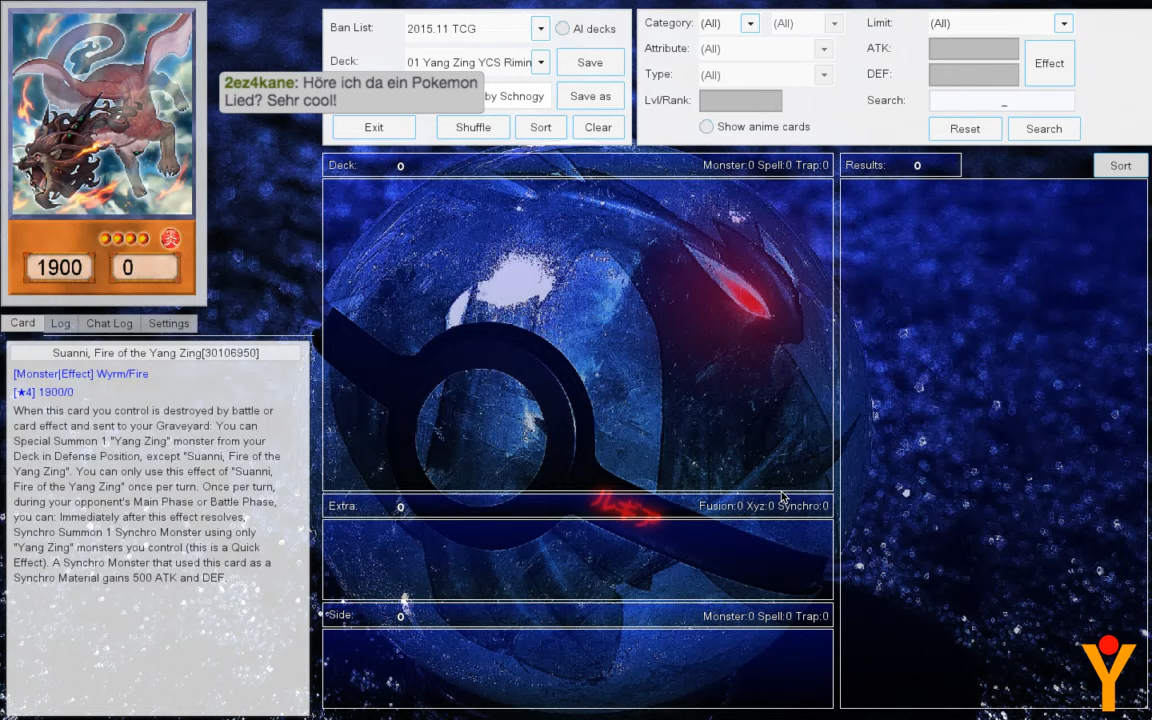 Ban List:
2015.11 TCG
AI decks
Deck:
01 Yang Zing YCS Rimin
Save
2ez4kane: Höre ich da ein Pokemon
Lied? Sehr cool!
by Schnogy
Save as
Exit
Shuffle
Sort
Clear
Category:
(All)
(All)
Limit:
(All)
Attribute:
(All)
ATK:
Effect
Type:
(All)
DEF:
Lvl/Rank:
Search:
_
Show anime cards
Reset
Search
Deck:
0
Monster:0 Spell:0 Trap:0
Results:
0
Sort
炎
1900
0
Card
Log
Chat Log
Settings
Suanni, Fire of the Yang Zing[30106950]
[Monster|Effect] Wyrm/Fire
[★4] 1900/0
When this card you control is destroyed by battle or
card effect and sent to your Graveyard: You can
Special Summon 1 "Yang Zing" monster from your
Deck in Defense Position, except "Suanni, Fire of the
Yang Zing". You can only use this effect of "Suanni,
Fire of the Yang Zing" once per turn. Once per turn,
during your opponent's Main Phase or Battle Phase,
you can: Immediately after this effect resolves,
Synchro Summon 1 Synchro Monster using only
"Yang Zing" monsters you control (this is a Quick
Effect). A Synchro Monster that used this card as a
Synchro Material gains 500 ATK and DEF.
Extra:
0
Fusion:0 Xyz:0 Synchro:0
Side:
0
Monster:0 Spell:0 Trap:0
Y